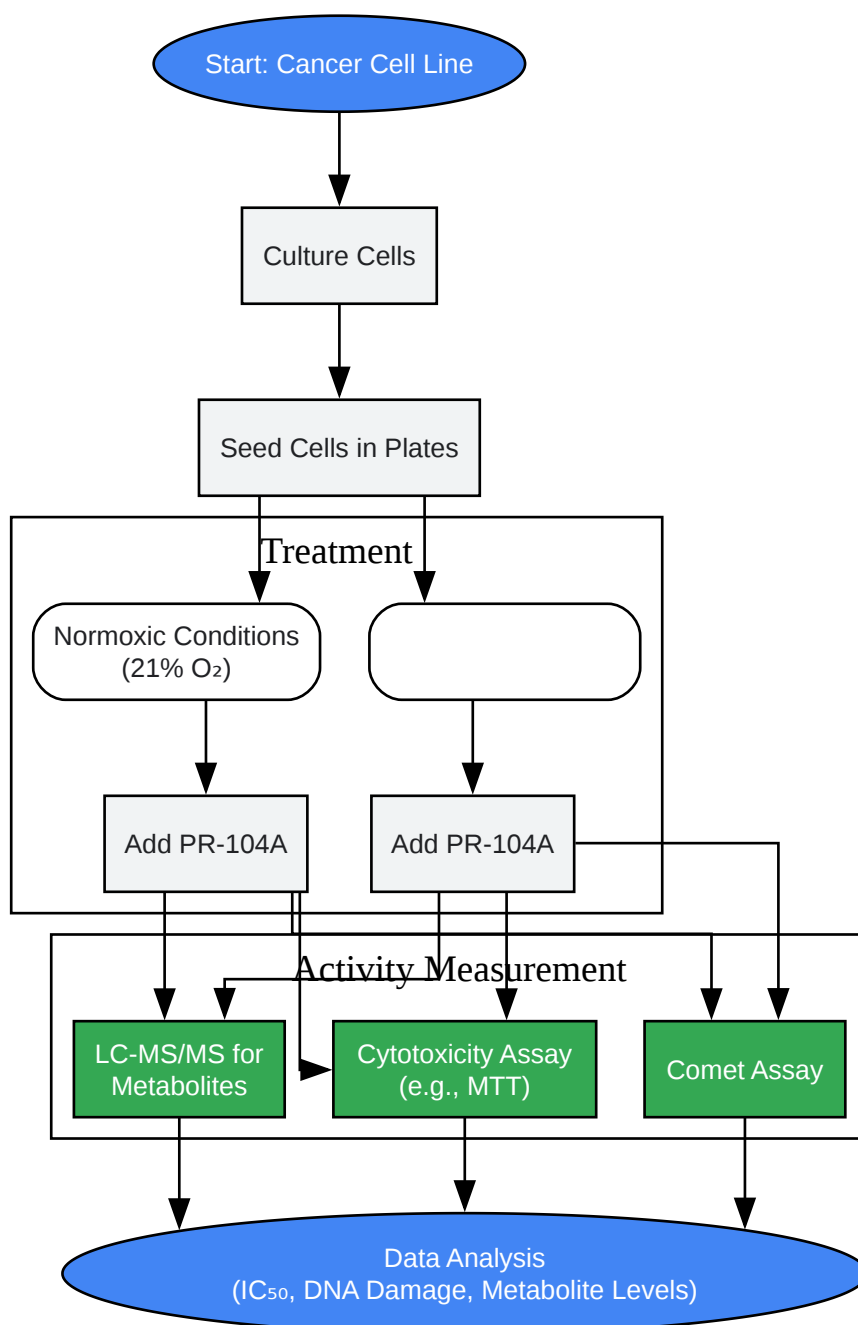 Start: Cancer Cell Line
Culture Cells
Seed Cells in Plates
Treatment
Normoxic Conditions
(21% O₂)
Add PR-104A
Add PR-104A
Activity Measurement
LC-MS/MS for
Metabolites
Cytotoxicity Assay
(e.g., MTT)
Comet Assay
Data Analysis
(IC₅₀, DNA Damage, Metabolite Levels)